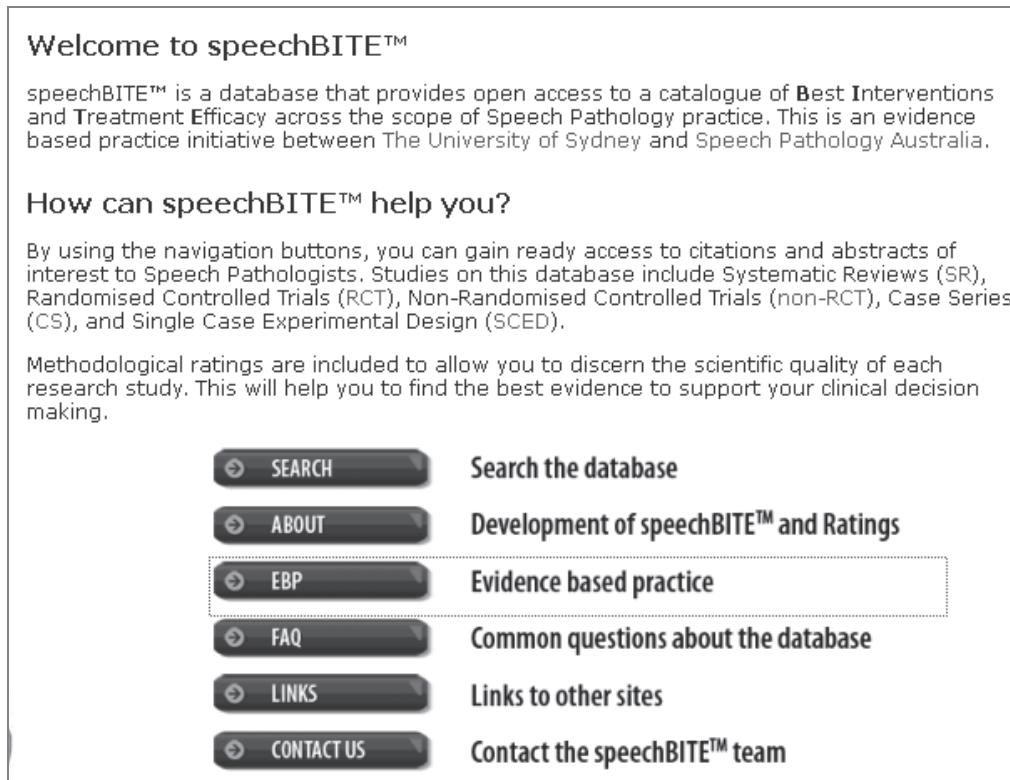 Welcome to speechBITE™
speechBITE™ is a database that provides open access to a catalogue of Best Interventions
and Treatment Efficacy across the scope of Speech Pathology practice. This is an evidence
based practice initiative between The University of Sydney and Speech Pathology Australia.
How can speechBITE™ help you?
By using the navigation buttons, you can gain ready access to citations and abstracts of
interest to Speech Pathologists. Studies on this database include Systematic Reviews (SR),
Randomised Controlled Trials (RCT), Non-Randomised Controlled Trials (non-RCT), Case Series
(CS), and Single Case Experimental Design (SCED).
Methodological ratings are included to allow you to discern the scientific quality of each
research study. This will help you to find the best evidence to support your clinical decision
making.
SEARCH Search the database
ABOUT Development of speechBITE™ and Ratings
EBP Evidence based practice
FAQ Common questions about the database
LINKS Links to other sites
CONTACT US Contact the speechBITE™ team